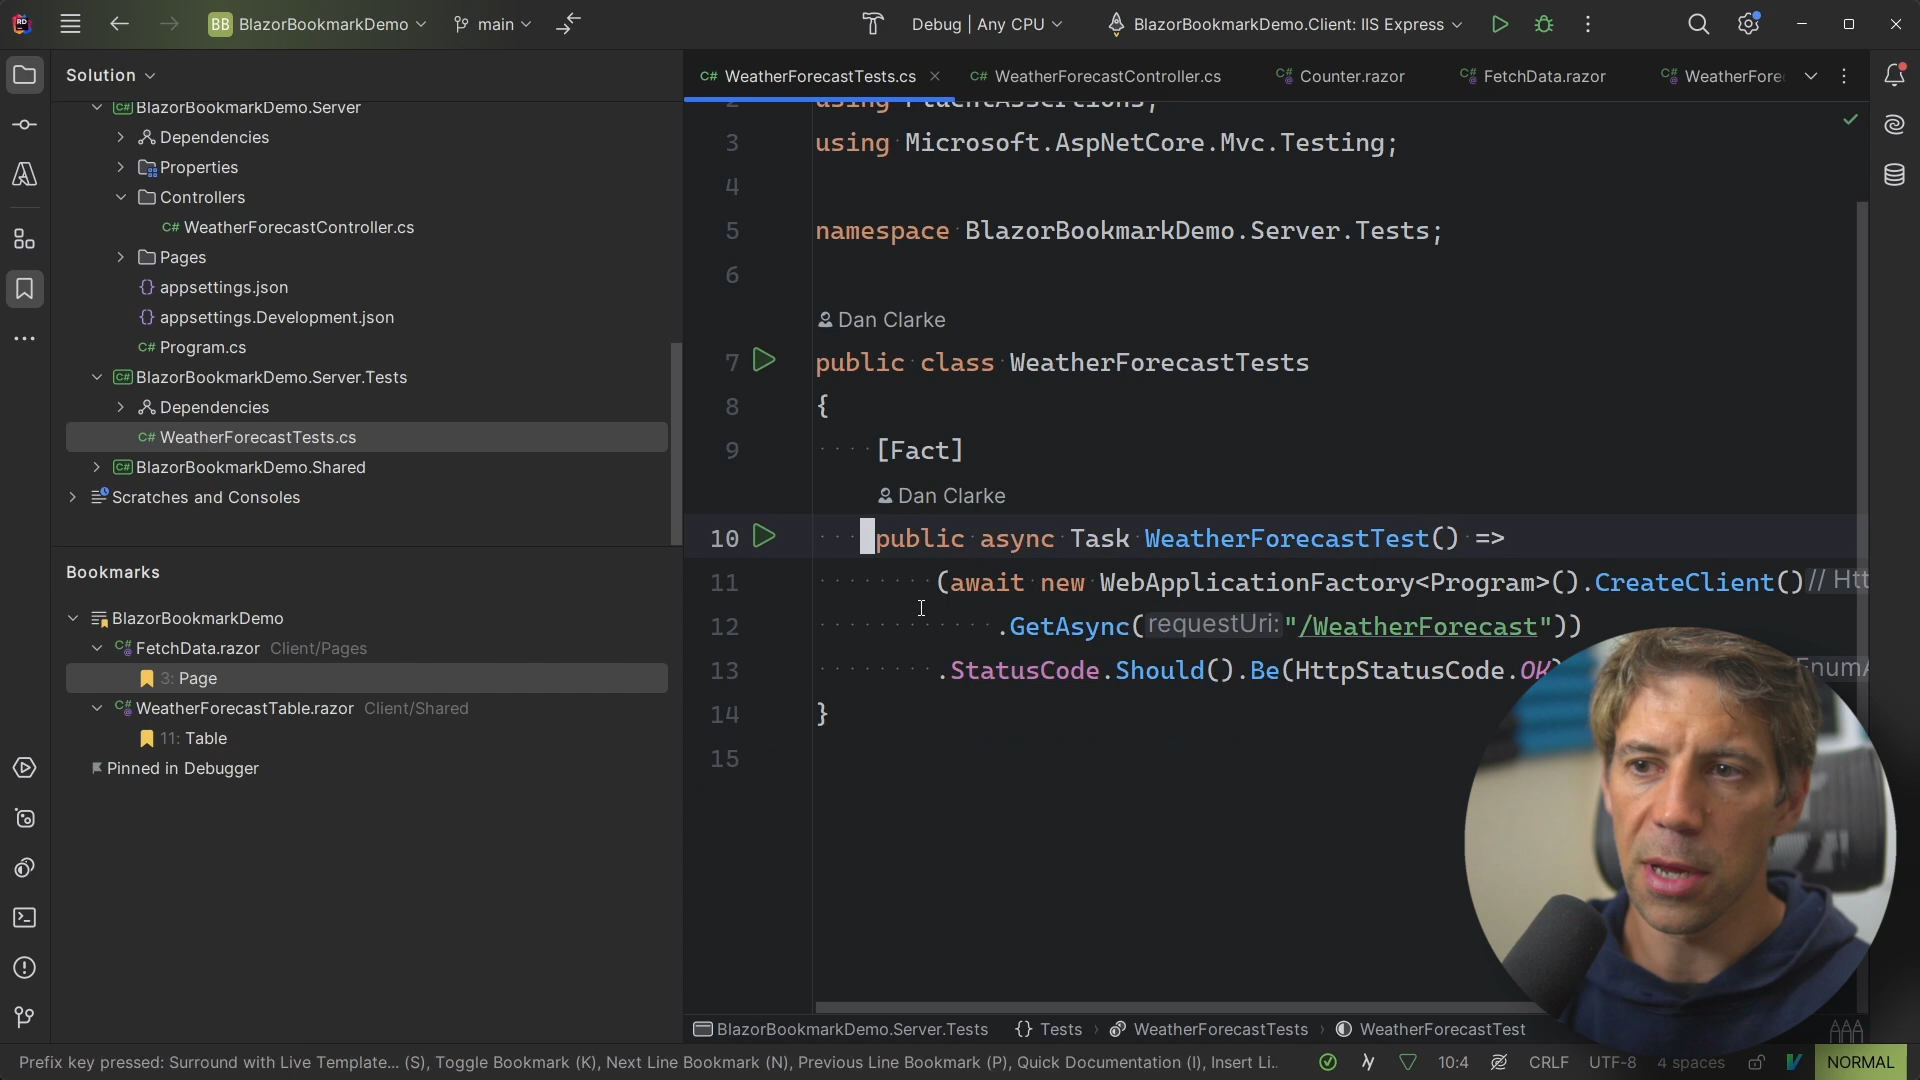 RD
BB BlazorBookmarkDemo
main
Debug | Any CPU
BlazorBookmarkDemo.Client: IIS Express
Solution
C# WeatherForecastTests.cs
C# WeatherForecastController.cs
Counter.razor
FetchData.razor
WeatherFore
BlazorBookmarkDemo.Server
Dependencies
Properties
Controllers
C# WeatherForecastController.cs
Pages
{} appsettings.json
{} appsettings.Development.json
C# Program.cs
BlazorBookmarkDemo.Server.Tests
Dependencies
C# WeatherForecastTests.cs
BlazorBookmarkDemo.Shared
Scratches and Consoles
Bookmarks
BlazorBookmarkDemo
FetchData.razor Client/Pages
3: Page
WeatherForecastTable.razor Client/Shared
11: Table
Pinned in Debugger
2 using FluentAssertions;
3 using Microsoft.AspNetCore.Mvc.Testing;
4
5 namespace BlazorBookmarkDemo.Server.Tests;
6
Dan Clarke
7 public class WeatherForecastTests
8 {
9 [Fact]
Dan Clarke
10 public async Task WeatherForecastTest() =>
11 (await new WebApplicationFactory<Program>().CreateClient() // Htt
12 .GetAsync( requestUri: "/WeatherForecast"))
13 .StatusCode.Should().Be(HttpStatusCode.OK)
14 }
15
BlazorBookmarkDemo.Server.Tests {} Tests › WeatherForecastTests › WeatherForecastTest
Prefix key pressed: Surround with Live Template... (S), Toggle Bookmark (K), Next Line Bookmark (N), Previous Line Bookmark (P), Quick Documentation (I), Insert Li..
10:4 CRLF UTF-8 4 spaces NORMAL